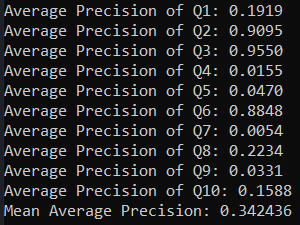 Average Precision of Q1: 0.1919
Average Precision of Q2: 0.9095
Average Precision of Q3: 0.9550
Average Precision of Q4: 0.0155
Average Precision of Q5: 0.0470
Average Precision of Q6: 0.8848
Average Precision of Q7: 0.0054
Average Precision of Q8: 0.2234
Average Precision of Q9: 0.0331
Average Precision of Q10: 0.1588
Mean Average Precision: 0.342436